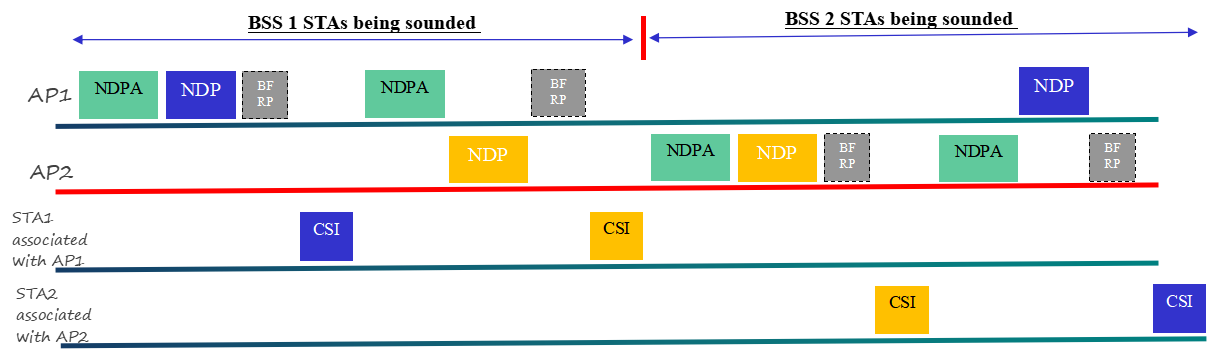 BSS 1 STAs being sounded
BSS 2 STAs being sounded
AP1
NDPA
NDP
BF
RP
NDPA
BF
RP
NDP
AP2
NDP
NDPA
NDP
BF
RP
NDPA
BF
RP
STA1
associated
with AP1
CSI
CSI
STA2
associated
with AP2
CSI
CSI